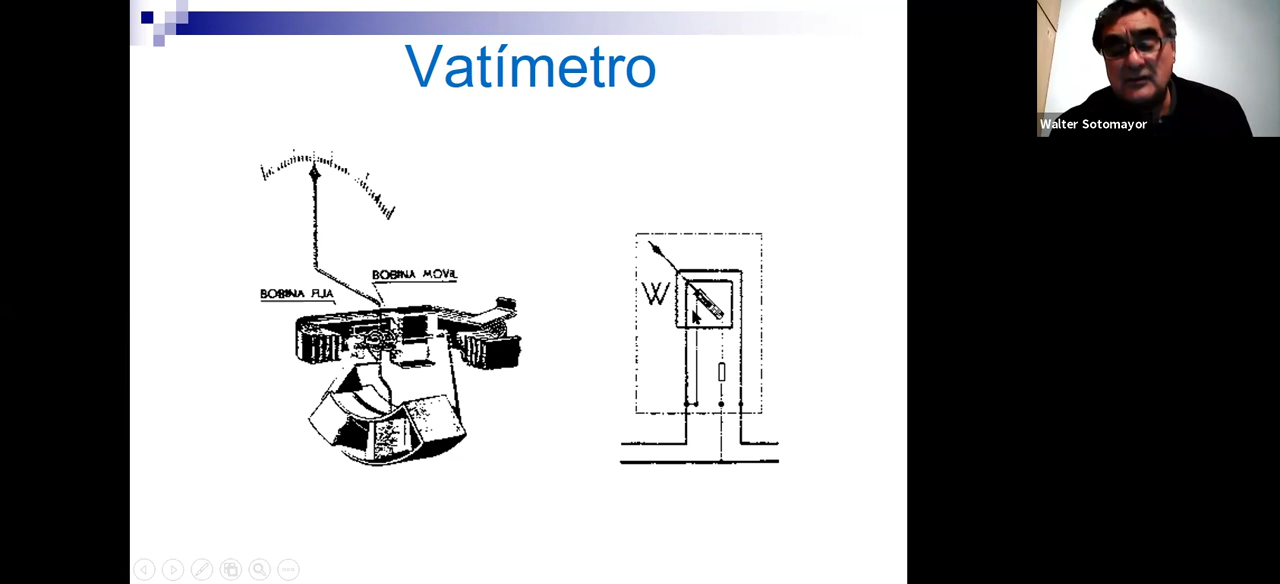 Vatímetro
Walter Sotomayor
BOBINA MOVIL
BOBINA FIJA
W